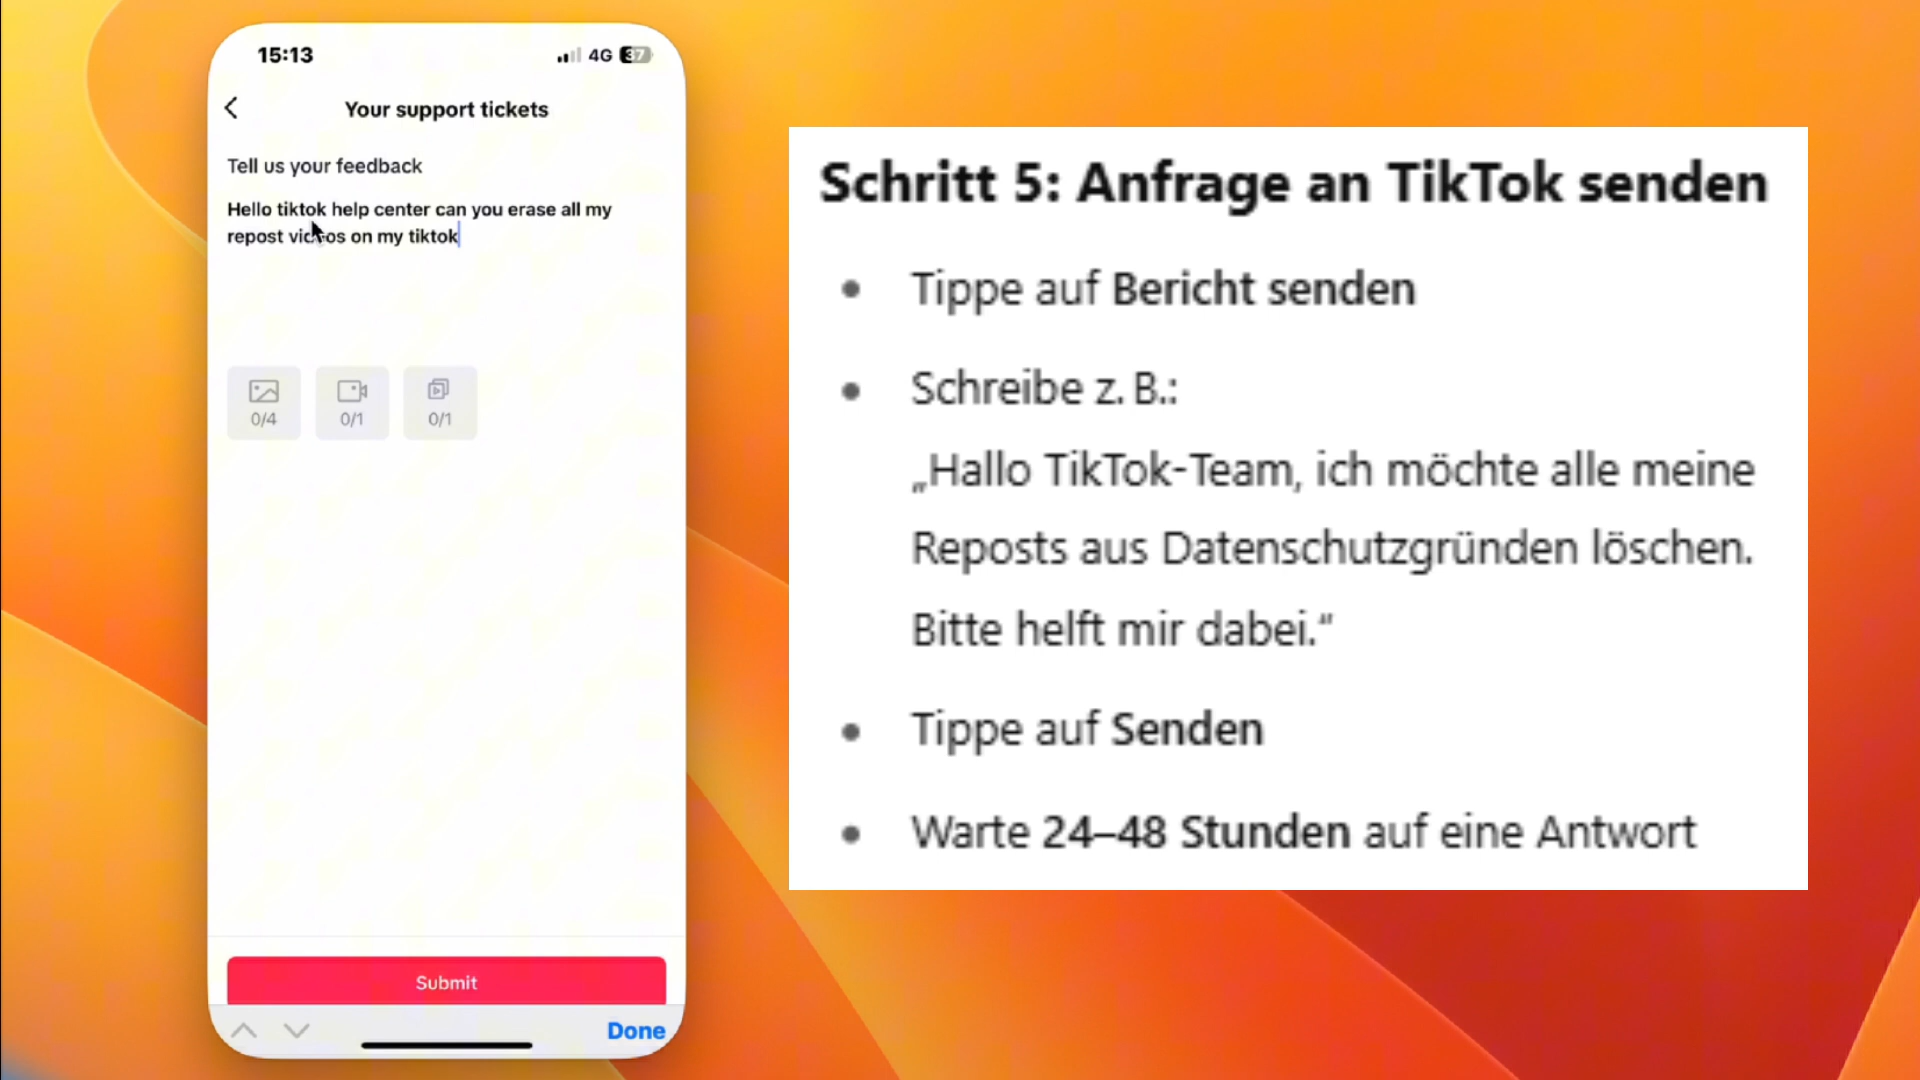 15:13
4G 37
Your support tickets
Tell us your feedback
Hello tiktok help center can you erase all my
repost videos on my tiktok
0/4 0/1 0/1
Submit
Done
Schritt 5: Anfrage an TikTok senden
• Tippe auf Bericht senden
• Schreibe z. B.:
„Hallo TikTok-Team, ich möchte alle meine
Reposts aus Datenschutzgründen löschen.
Bitte helft mir dabei.“
• Tippe auf Senden
• Warte 24–48 Stunden auf eine Antwort